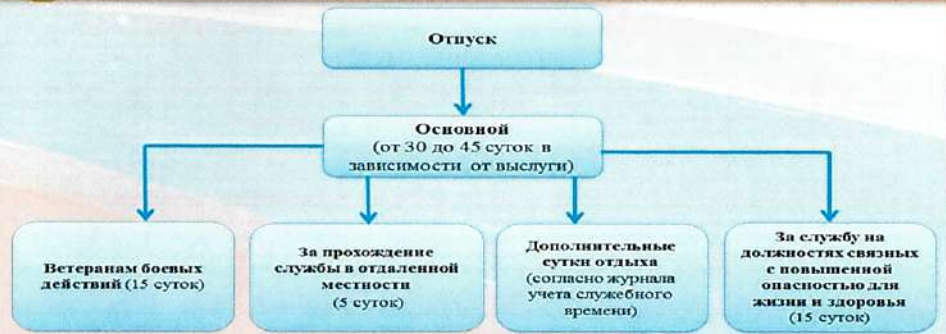 Отпуск
Основной
(от 30 до 45 суток в
зависимости от выслуги)
Ветеранам боевых
действий (15 суток)
За прохождение
службы в отдаленной
местности
(5 суток)
Дополнительные
сутки отдыха
(согласно журнала
учета служебного
времени)
За службу на
должностях связных
с повышенной
опасностью для
жизни и здоровья
(15 суток)